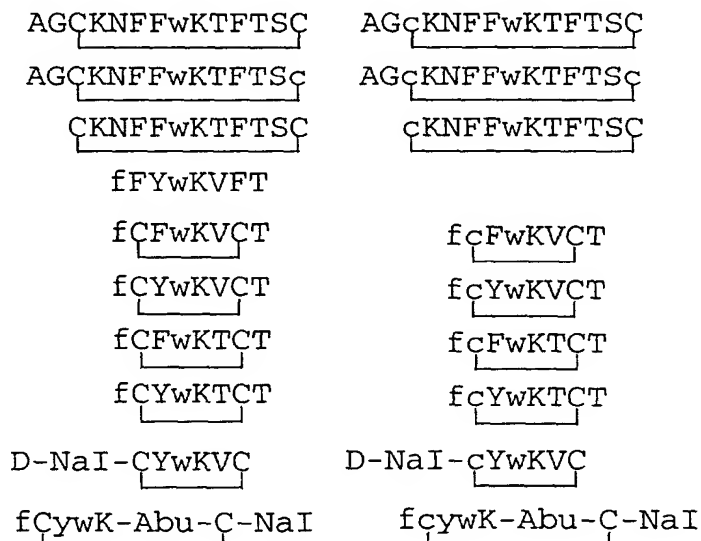 AGCKNFFwKTFTSC AGcKNFFwKTFTSC
AGCKNFFwKTFTSc AGcKNFFwKTFTSc
CKNFFwKTFTSC cKNFFwKTFTSC
fFYwKVFT
fCFwKVCT fcFwKVCT
fCYwKVCT fcYwKVCT
fCFwKTCT fcFwKTCT
fCYwKTCT fcYwKTCT
D-NaI-CYwKVC D-NaI-cYwKVC
fCywK-Abu-C-NaI fcywK-Abu-C-NaI